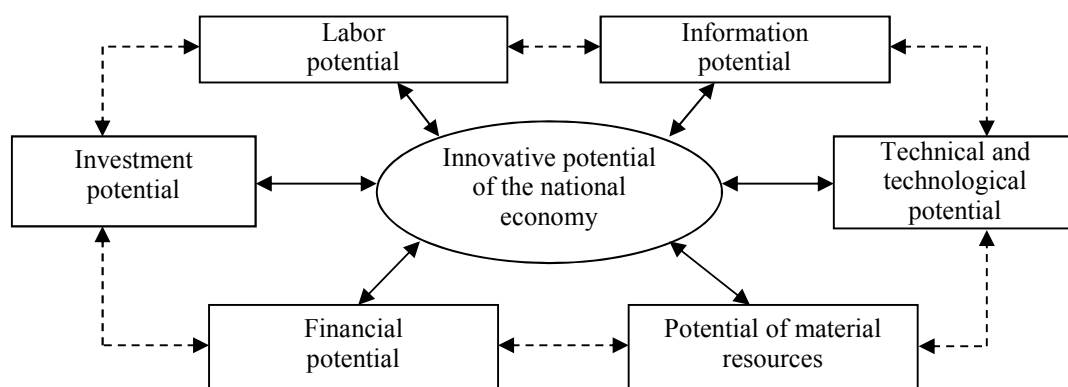 Labor
potential
Information
potential
Investment
potential
Innovative potential
of the national
economy
Technical and
technological
potential
Financial
potential
Potential of material
resources